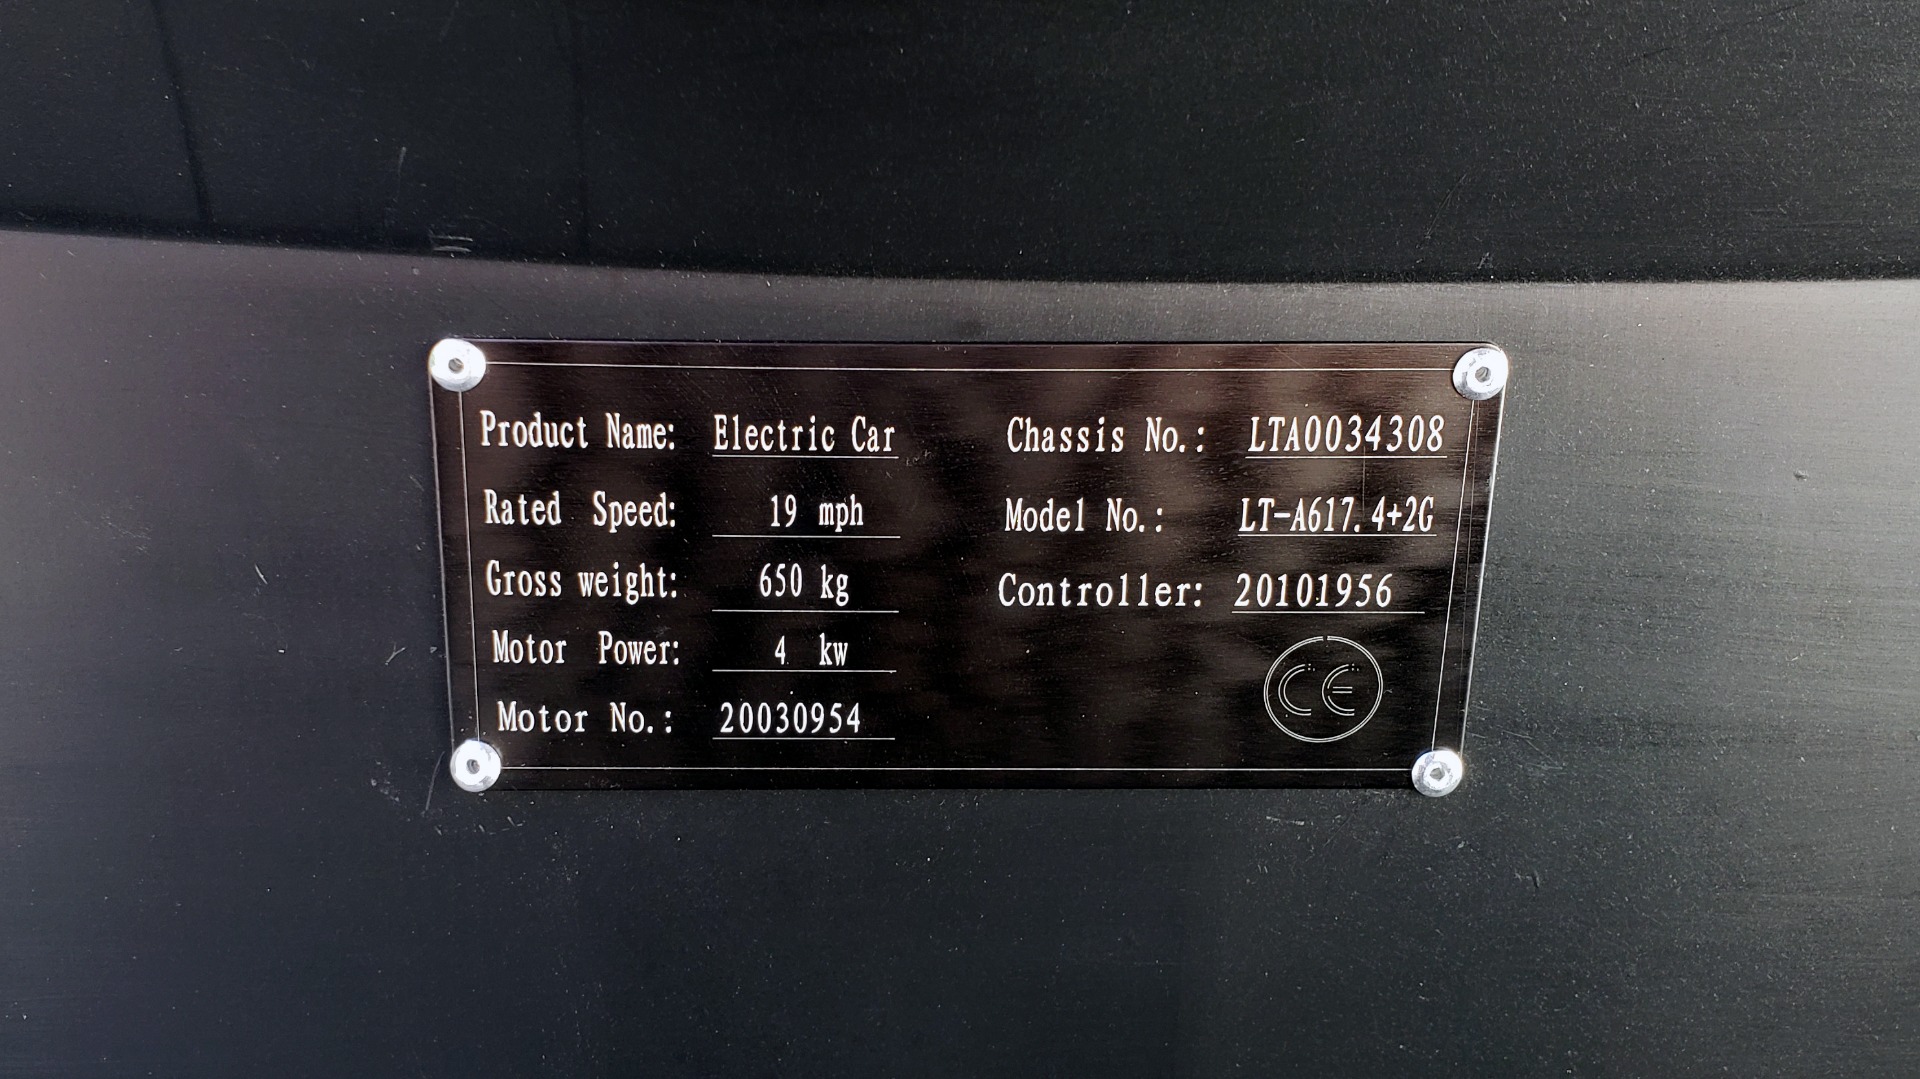 Product Name: Electric Car
Rated Speed: 19 mph
Gross weight: 650 kg
Motor Power: 4 kw
Motor No.: 20030954
Chassis No.: LTA0034308
Model No.: LT-A617.4+2G
Controller: 20101956
CE